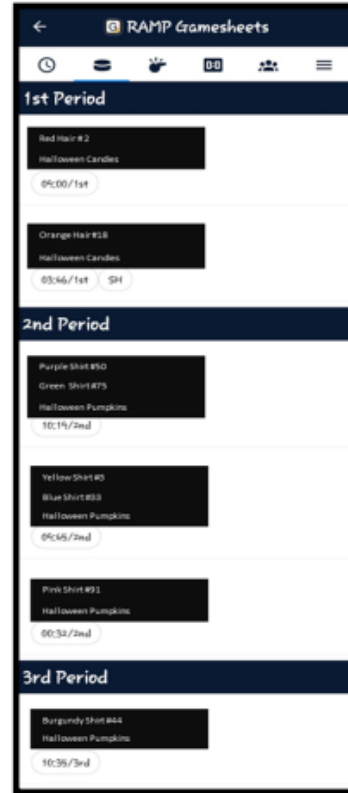 RAMP Gamesheets
0:0
1st Period
Red Hair #2
Halloween Candies
09:00/1st
Orange Hair #18
Halloween Candies
03:46/1st SH
2nd Period
Purple Shirt #50
Green Shirt #75
Halloween Pumpkins
10:19/2nd
Yellow Shirt #3
Blue Shirt #33
Halloween Pumpkins
09:45/2nd
Pink Shirt #91
Halloween Pumpkins
00:32/2nd
3rd Period
Burgundy Shirt #44
Halloween Pumpkins
10:35/3rd